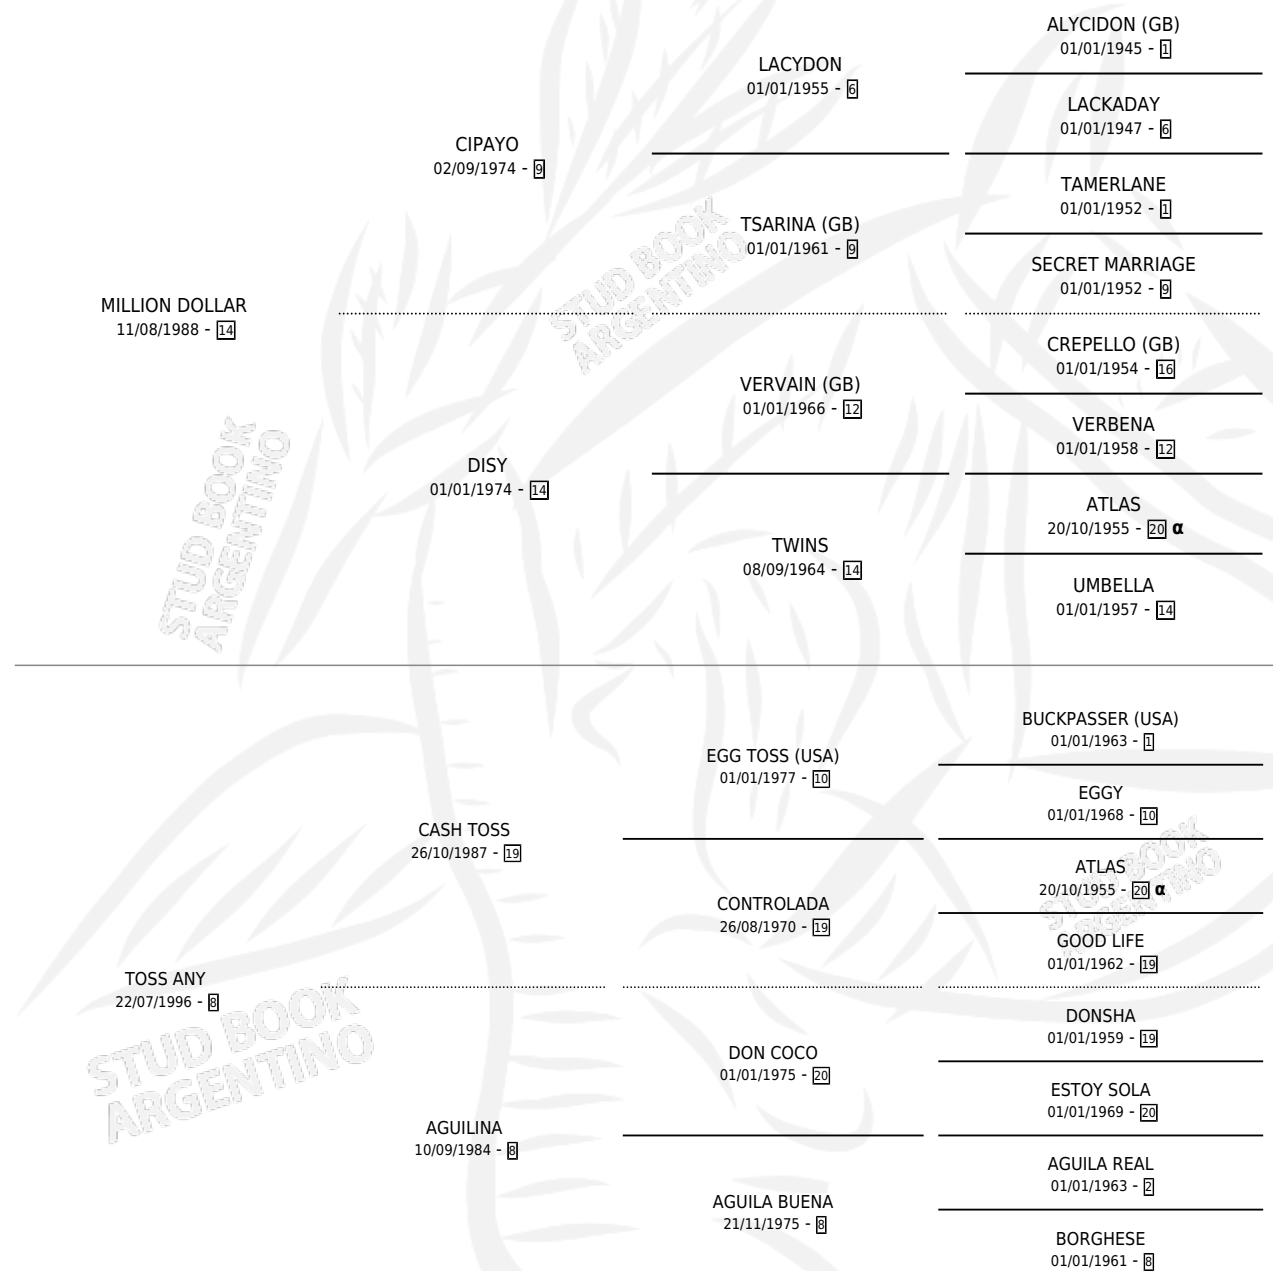 ALYCIDON (GB)
01/01/1945 - 1
LACYDON
01/01/1955 - 6
LACKADAY
01/01/1947 - 6
CIPAYO
02/09/1974 - 9
TAMERLANE
01/01/1952 - 1
TSARINA (GB)
01/01/1961 - 9
SECRET MARRIAGE
01/01/1952 - 9
MILLION DOLLAR
11/08/1988 - 14
CREPELLO (GB)
01/01/1954 - 16
VERVAIN (GB)
01/01/1966 - 12
VERBENA
01/01/1958 - 12
DISY
01/01/1974 - 14
ATLAS
20/10/1955 - 20 α
TWINS
08/09/1964 - 14
UMBELLA
01/01/1957 - 14
BUCKPASSER (USA)
01/01/1963 - 1
EGG TOSS (USA)
01/01/1977 - 10
EGGY
01/01/1968 - 10
CASH TOSS
26/10/1987 - 19
ATLAS
20/10/1955 - 20 α
CONTROLADA
26/08/1970 - 19
GOOD LIFE
01/01/1962 - 19
TOSS ANY
22/07/1996 - 8
DONSHA
01/01/1959 - 19
DON COCO
01/01/1975 - 20
ESTOY SOLA
01/01/1969 - 20
AGUILINA
10/09/1984 - 8
AGUILA REAL
01/01/1963 - 2
AGUILA BUENA
21/11/1975 - 8
BORGHESE
01/01/1961 - 8
STUD BOOK
ARGENTINO
STUD BOOK
ARGENTINO
STUD BOOK
ARGENTINO
STUD BOOK
ARGENTINO